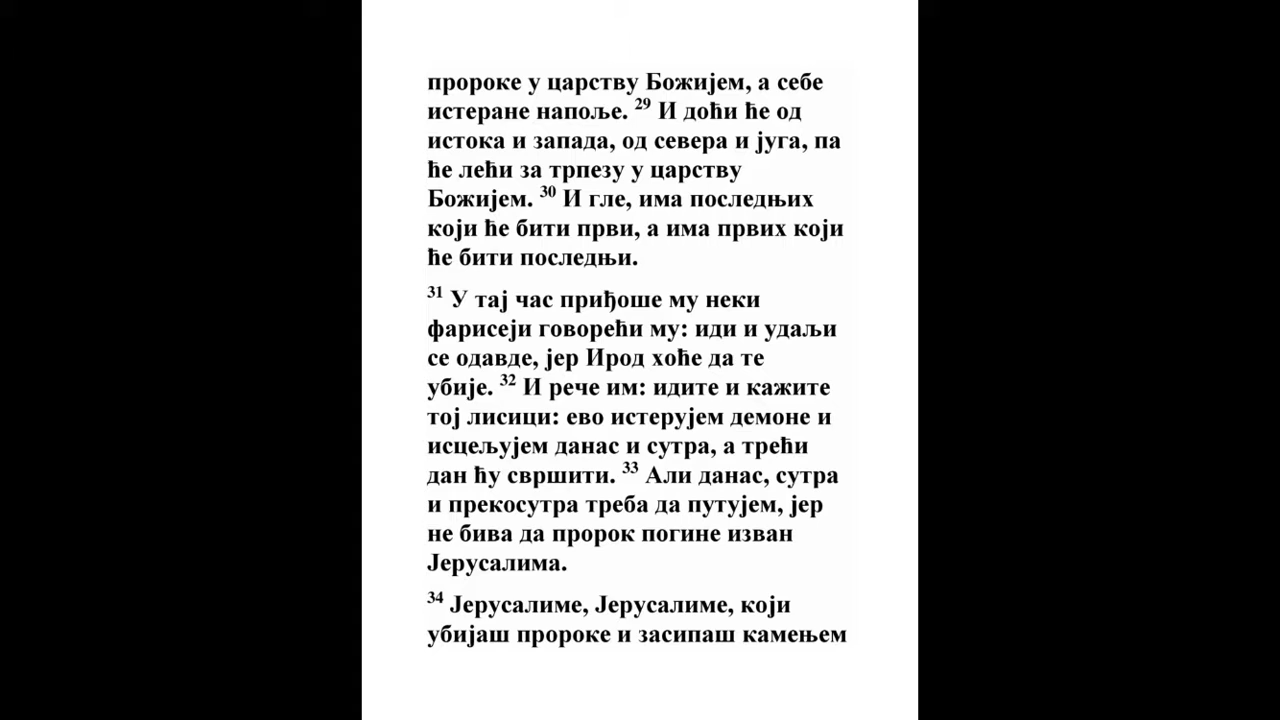 пророке у царству Божијем, а себе
истеране напоље. 29 И доћи ће од
истока и запада, од севера и југа, па
ће лећи за трпезу у царству
Божијем. 30 И гле, има последњих
који ће бити први, а има првих који
ће бити последњи.
31 У тај час приђоше му неки
фарисеји говорећи му: иди и удаљи
се одавде, јер Ирод хоће да те
убије. 32 И рече им: идите и кажите
тој лисици: ево истерујем демоне и
исцељујем данас и сутра, а трећи
дан ћу свршити. 33 Али данас, сутра
и прекосутра треба да путујем, јер
не бива да пророк погине изван
Јерусалима.
34 Јерусалиме, Јерусалиме, који
убијаш пророке и засипаш камењем